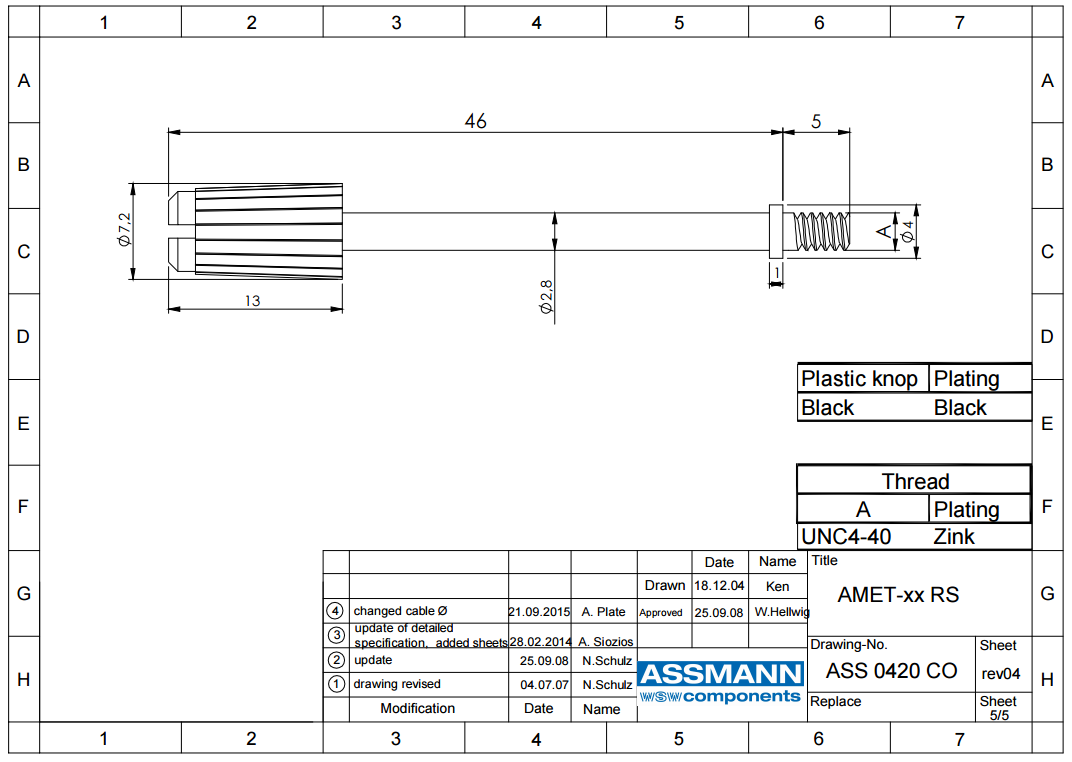 1 2 3 4 5 6 7
A A
B B
C C
D D
E E
F F
G G
H H
46 5
Ø7,2
13
Ø2,8
1
A
Ø4
Plastic knop Plating
Black Black
Thread
A Plating
UNC4-40 Zink
Date Name
Drawn 18.12.04 Ken
4 changed cable Ø 21.09.2015 A. Plate Approved 25.09.08 W.Hellwig
3 update of detailed
specification, added sheets 28.02.2014 A. Siozios
2 update 25.09.08 N.Schulz
1 drawing revised 04.07.07 N.Schulz
Modification Date Name
ASSMANN
WSW components
Title
AMET-xx RS
Drawing-No.
ASS 0420 CO
Sheet
rev04
Replace
Sheet
5/5
1 2 3 4 5 6 7